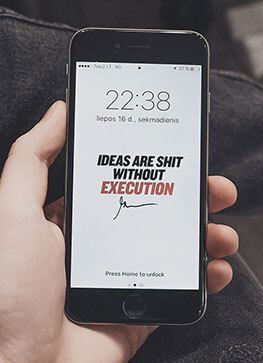 Tele2 LT 4G 37 %
22:38
liepos 16 d., sekmadienis
IDEAS ARE SHIT
WITHOUT
EXECUTION
Press Home to unlock